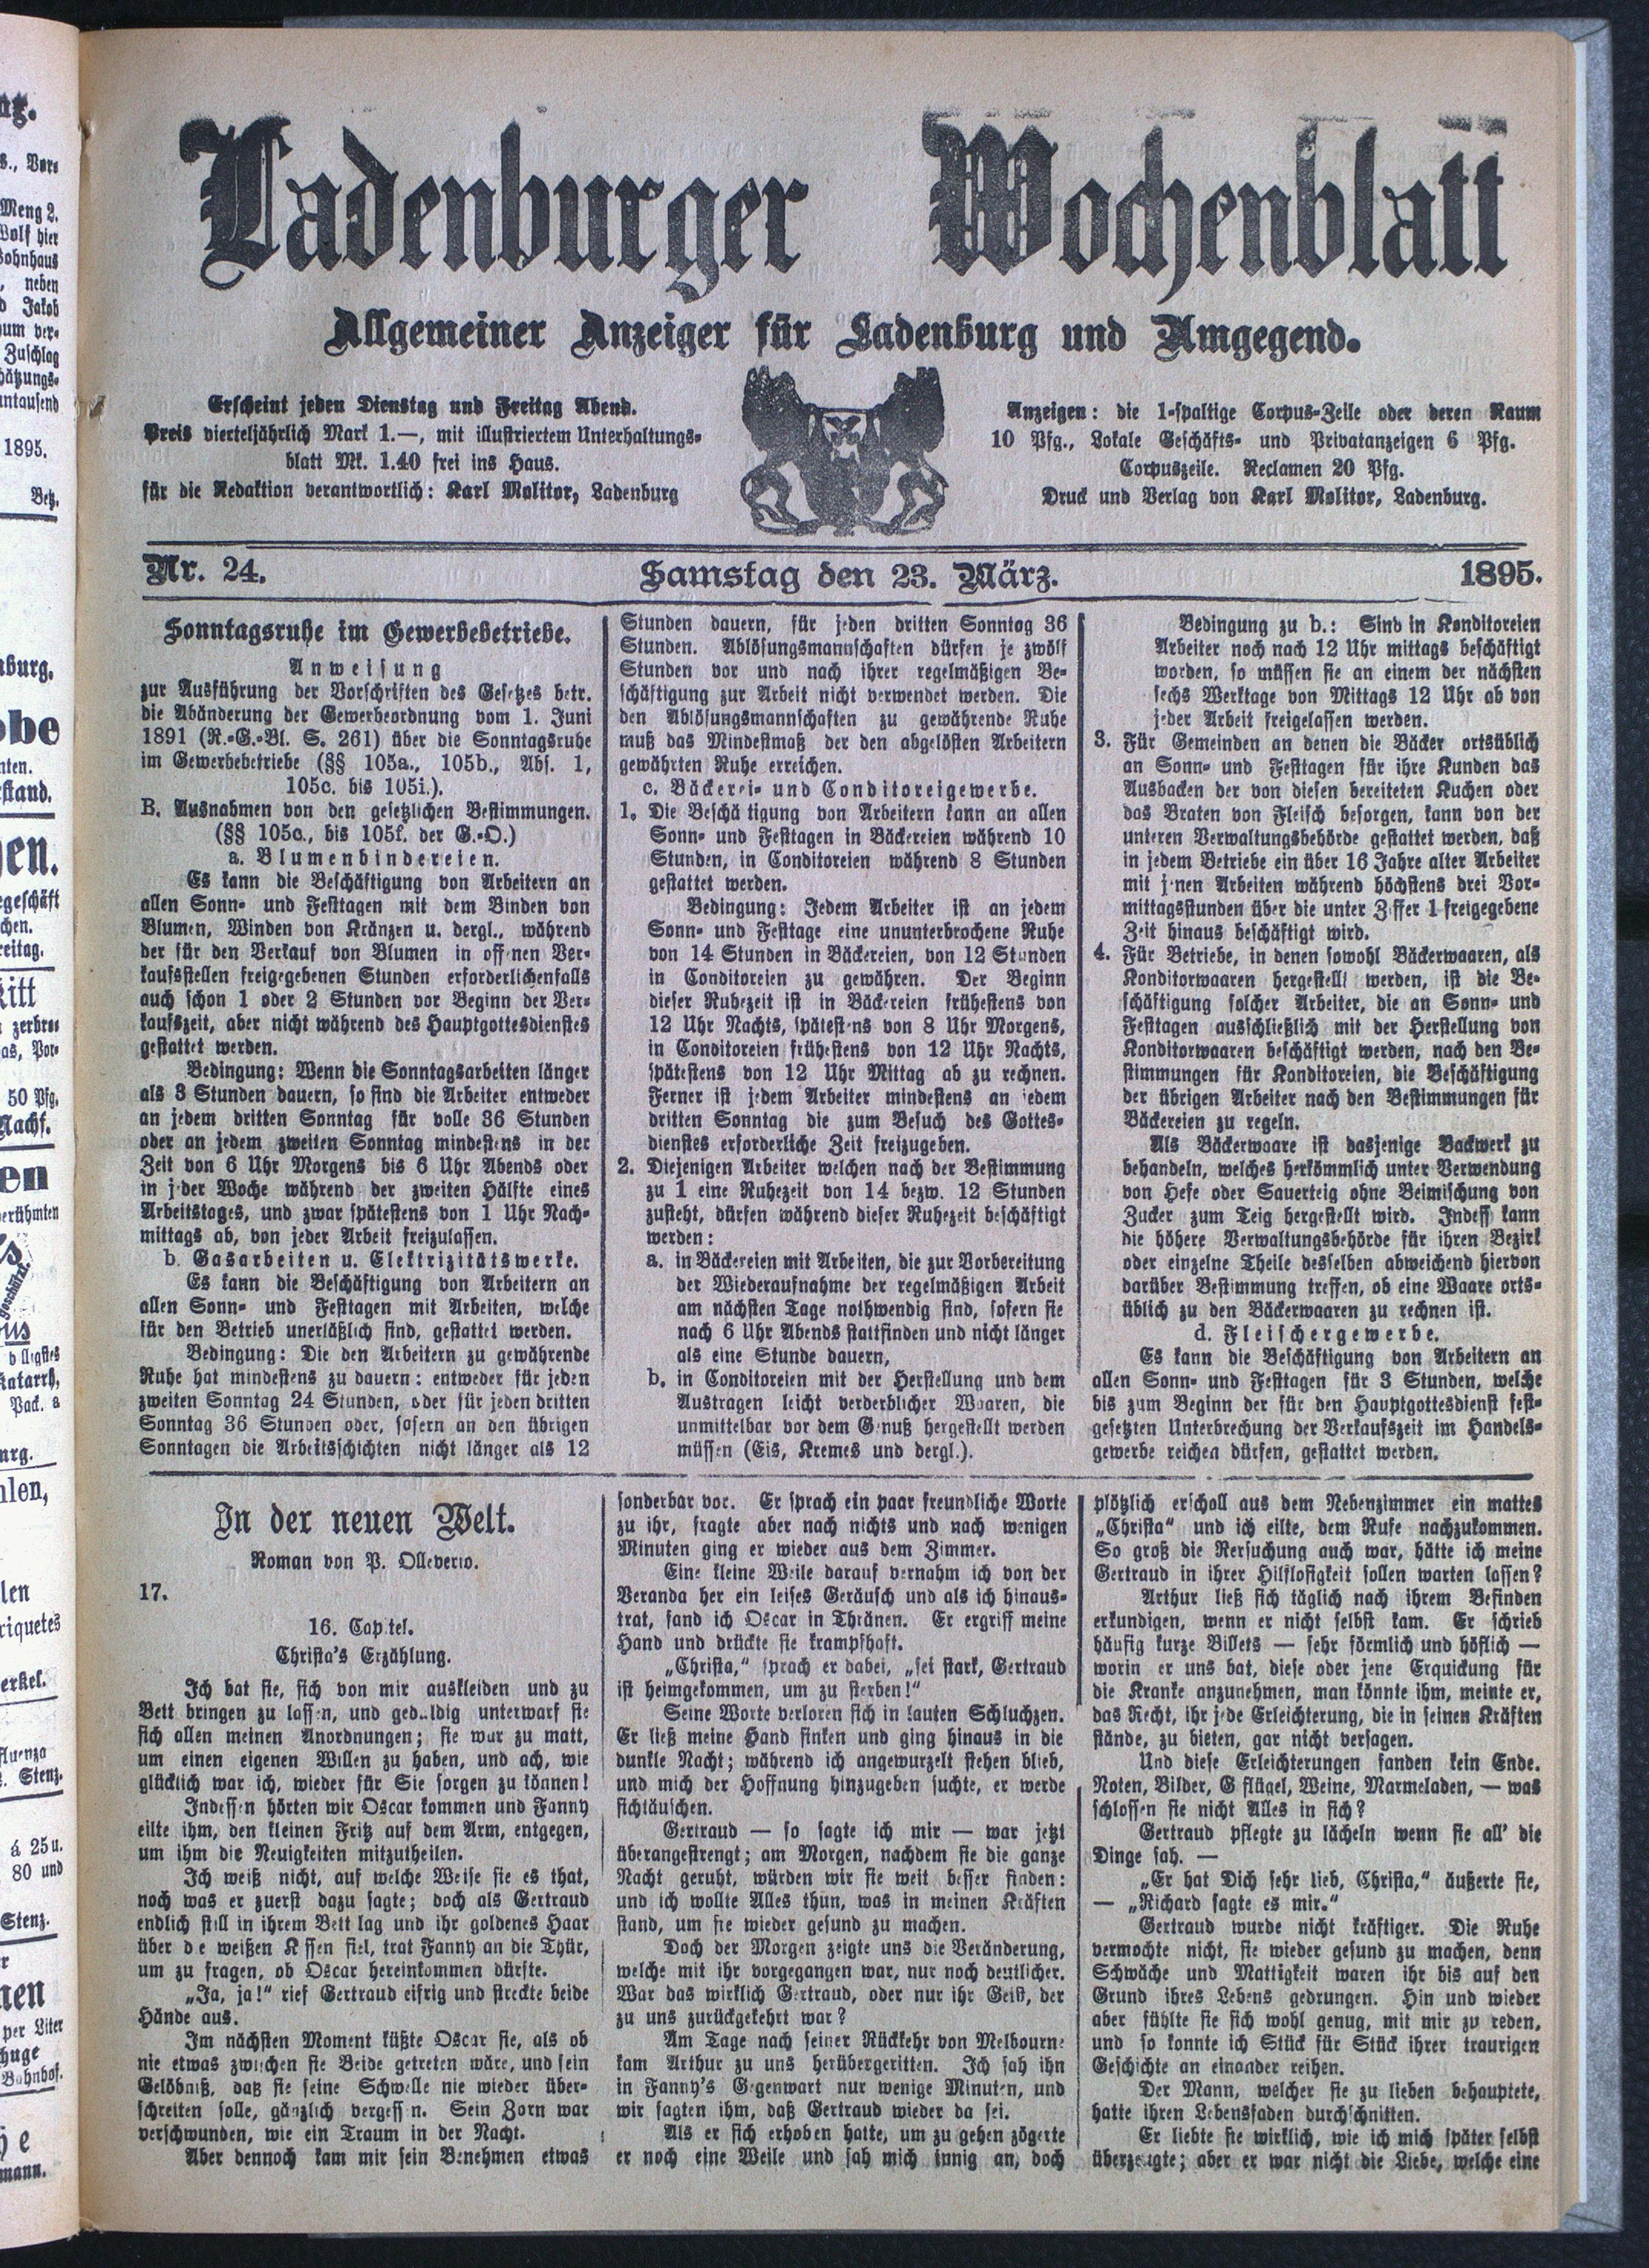 Ladenburger Wochenblatt
Allgemeiner Anzeiger für Ladenburg und Umgegend.
Erscheint jeden Dienstag und Freitag Abend.
Preis vierteljährlich Mark 1.—, mit illustriertem Unterhaltungs-
blatt Mk. 1.40 frei ins Haus.
für die Redaktion verantwortlich: Karl Molitor, Ladenburg
Anzeigen: die 1-spaltige Corpus-Zeile oder deren Raum
10 Pfg., Lokale Geschäfts- und Privatanzeigen 6 Pfg.
Corpuszeile. Reclamen 20 Pfg.
Druck und Verlag von Karl Molitor, Ladenburg.
Nr. 24. Samstag den 23. März. 1895.
Sonntagsruhe im Gewerbebetriebe.
Anweisung
zur Ausführung der Vorschriften des Gesetzes betr.
die Abänderung der Gewerbeordnung vom 1. Juni
1891 (R.-G.-Bl. S. 261) über die Sonntagsruhe
im Gewerbebetriebe (§§ 105a., 105b., Abs. 1,
105c. bis 105i.).
B. Ausnahmen von den gesetzlichen Bestimmungen.
(§§ 105c., bis 105f. der G.-O.)
a. Blumenbindereien.
Es kann die Beschäftigung von Arbeitern an
allen Sonn- und Festtagen mit dem Binden von
Blumen, Winden von Kränzen u. dergl., während
der für den Verkauf von Blumen in off nen Ver-
kaufsstellen freigegebenen Stunden erforderlichenfalls
auch schon 1 oder 2 Stunden vor Beginn der Ver-
kaufszeit, aber nicht während des Hauptgottesdienstes
gestattet werden.
Bedingung: Wenn die Sonntagsarbeiten länger
als 3 Stunden dauern, so sind die Arbeiter entweder
an jedem dritten Sonntag für volle 36 Stunden
oder an jedem zweiten Sonntag mindestens in der
Zeit von 6 Uhr Morgens bis 6 Uhr Abends oder
in j der Woche während der zweiten Hälfte eines
Arbeitstages, und zwar spätestens von 1 Uhr Nach-
mittags ab, von jeder Arbeit freizulassen.
b. Gasarbeiten u. Elektrizitätswerke.
Es kann die Beschäftigung von Arbeitern an
allen Sonn- und Festtagen mit Arbeiten, welche
für den Betrieb unerläßlich sind, gestattet werden.
Bedingung: Die den Arbeitern zu gewährende
Ruhe hat mindestens zu dauern: entweder für jeden
zweiten Sonntag 24 Stunden, oder für jeden dritten
Sonntag 36 Stunden oder, sofern an den übrigen
Sonntagen die Arbeitsschichten nicht länger als 12
Stunden dauern, für jeden dritten Sonntag 36
Stunden. Ablösungsmannschaften dürfen je zwölf
Stunden vor und nach ihrer regelmäßigen Be-
schäftigung zur Arbeit nicht verwendet werden. Die
den Ablösungsmannschaften zu gewährende Ruhe
muß das Mindestmaß der den abgelösten Arbeitern
gewährten Ruhe erreichen.
c. Bäckerei- und Conditoreigewerbe.
1. Die Beschä tigung von Arbeitern kann an allen
Sonn- und Festtagen in Bäckereien während 10
Stunden, in Conditoreien während 8 Stunden
gestattet werden.
Bedingung: Jedem Arbeiter ist an jedem
Sonn- und Festtage eine ununterbrochene Ruhe
von 14 Stunden in Bäckereien, von 12 Stunden
in Conditoreien zu gewähren. Der Beginn
dieser Ruhezeit ist in Bäckereien frühestens von
12 Uhr Nachts, spätestens von 8 Uhr Morgens,
in Conditoreien frühestens von 12 Uhr Nachts,
spätestens von 12 Uhr Mittag ab zu rechnen.
Ferner ist jedem Arbeiter mindestens an jedem
dritten Sonntag die zum Besuch des Gottes-
dienstes erforderliche Zeit freizugeben.
2. Diejenigen Arbeiter welchen nach der Bestimmung
zu 1 eine Ruhezeit von 14 bezw. 12 Stunden
zusteht, dürfen während dieser Ruhezeit beschäftigt
werden:
a. in Bäckereien mit Arbeiten, die zur Vorbereitung
der Wiederaufnahme der regelmäßigen Arbeit
am nächsten Tage nothwendig sind, sofern sie
nach 6 Uhr Abends stattfinden und nicht länger
als eine Stunde dauern,
b. in Conditoreien mit der Herstellung und dem
Austragen leicht verderblicher Waaren, die
unmittelbar vor dem Genuß hergestellt werden
müssen (Eis, Kremes und dergl.).
Bedingung zu b.: Sind in Konditoreien
Arbeiter noch nach 12 Uhr mittags beschäftigt
worden, so müssen sie an einem der nächsten
sechs Werktage von Mittags 12 Uhr ab von
jeder Arbeit freigelassen werden.
3. Für Gemeinden an denen die Bäcker ortsüblich
an Sonn- und Festtagen für ihre Kunden das
Ausbacken der von diesen bereiteten Kuchen oder
das Braten von Fleisch besorgen, kann von der
unteren Verwaltungsbehörde gestattet werden, daß
in jedem Betriebe ein über 16 Jahre alter Arbeiter
mit jenen Arbeiten während höchstens drei Vor-
mittagsstunden über die unter Ziffer 1 freigegebene
Zeit hinaus beschäftigt wird.
4. Für Betriebe, in denen sowohl Bäckerwaaren, als
Konditorwaaren hergestellt werden, ist die Be-
schäftigung solcher Arbeiter, die an Sonn- und
Festtagen ausschließlich mit der Herstellung von
Konditorwaaren beschäftigt werden, nach den Be-
stimmungen für Konditoreien, die Beschäftigung
der übrigen Arbeiter nach den Bestimmungen für
Bäckereien zu regeln.
Als Bäckerwaare ist dasjenige Backwerk zu
behandeln, welches herkömmlich unter Verwendung
von Hefe oder Sauerteig ohne Beimischung von
Zucker zum Teig hergestellt wird. Indeß kann
die höhere Verwaltungsbehörde für ihren Bezirk
oder einzelne Theile desselben abweichend hiervon
darüber Bestimmung treffen, ob eine Waare orts-
üblich zu den Bäckerwaaren zu rechnen ist.
d. Fleischergewerbe.
Es kann die Beschäftigung von Arbeitern an
allen Sonn- und Festtagen für 3 Stunden, welche
bis zum Beginn der für den Hauptgottesdienst fest-
gesetzten Unterbrechung der Verkaufszeit im Handels-
gewerbe reichen dürfen, gestattet werden.
In der neuen Welt.
Roman von P. Olleverio.
17.
16. Cap tel.
Christa's Erzählung.
Ich bat sie, sich von mir auskleiden und zu
Bett bringen zu lassen, und geduldig unterwarf sie
sich allen meinen Anordnungen; sie war zu matt,
um einen eigenen Willen zu haben, und ach, wie
glücklich war ich, wieder für Sie sorgen zu können!
Indessen hörten wir Oscar kommen und Fanny
eilte ihm, den kleinen Fritz auf dem Arm, entgegen,
um ihm die Neuigkeiten mitzutheilen.
Ich weiß nicht, auf welche Weise sie es that,
noch was er zuerst dazu sagte; doch als Gertraud
endlich still in ihrem Bett lag und ihr goldenes Haar
über d e weißen K ssen fiel, trat Fanny an die Thür,
um zu fragen, ob Oscar hereinkommen dürfte.
„Ja, ja!“ rief Gertraud eifrig und streckte beide
Hände aus.
Im nächsten Moment küßte Oscar sie, als ob
nie etwas zwischen sie Beide getreten wäre, und sein
Gelöbniß, daß sie seine Schwelle nie wieder über-
schreiten solle, gänzlich vergess n. Sein Zorn war
verschwunden, wie ein Traum in der Nacht.
Aber dennoch kam mir sein Benehmen etwas
sonderbar vor. Er sprach ein paar freundliche Worte
zu ihr, fragte aber nach nichts und nach wenigen
Minuten ging er wieder aus dem Zimmer.
Eine kleine Weile darauf vernahm ich von der
Veranda her ein leises Geräusch und als ich hinaus-
trat, fand ich Oscar in Thränen. Er ergriff meine
Hand und drückte sie krampfhaft.
„Christa,“ sprach er dabei, „sei stark, Gertraud
ist heimgekommen, um zu sterben!“
Seine Worte verloren sich in lauten Schluchzen.
Er ließ meine Hand sinken und ging hinaus in die
dunkle Nacht; während ich angewurzelt stehen blieb,
und mich der Hoffnung hinzugeben suchte, er werde
sichtäuschen.
Gertraud — so sagte ich mir — war jetzt
überangestrengt; am Morgen, nachdem sie die ganze
Nacht geruht, würden wir sie weit besser finden:
und ich wollte Alles thun, was in meinen Kräften
stand, um sie wieder gesund zu machen.
Doch der Morgen zeigte uns die Veränderung,
welche mit ihr vorgegangen war, nur noch deutlicher.
War das wirklich Gertraud, oder nur ihr Geist, der
zu uns zurückgekehrt war?
Am Tage nach seiner Rückkehr von Melbourne
kam Arthur zu uns herübergeritten. Ich sah ihn
in Fanny's Gegenwart nur wenige Minuten, und
wir sagten ihm, daß Gertraud wieder da sei.
Als er sich erhoben hatte, um zu gehen zögerte
er noch eine Weile und sah mich innig an, doch
plötzlich erscholl aus dem Nebenzimmer ein mattes
„Christa“ und ich eilte, dem Rufe nachzukommen.
So groß die Rersuchung auch war, hätte ich meine
Gertraud in ihrer Hilflosigkeit sollen warten lassen?
Arthur ließ sich täglich nach ihrem Befinden
erkundigen, wenn er nicht selbst kam. Er schrieb
häufig kurze Billets — sehr förmlich und höflich —
worin er uns bat, diese oder jene Erquickung für
die Kranke anzunehmen, man könnte ihm, meinte er,
das Recht, ihr jede Erleichterung, die in seinen Kräften
stände, zu bieten, gar nicht versagen.
Und diese Erleichterungen fanden kein Ende.
Noten, Bilder, G flügel, Weine, Marmeladen, — was
schlossen sie nicht Alles in sich?
Gertraud pflegte zu lächeln wenn sie all' die
Dinge sah. —
„Er hat Dich sehr lieb, Christa,“ äußerte sie,
— „Richard sagte es mir.“
Gertraud wurde nicht kräftiger. Die Ruhe
vermochte nicht, sie wieder gesund zu machen, denn
Schwäche und Mattigkeit waren ihr bis auf den
Grund ihres Lebens gedrungen. Hin und wieder
aber fühlte sie sich wohl genug, mit mir zu reden,
und so konnte ich Stück für Stück ihrer traurigen
Geschichte an einander reihen.
Der Mann, welcher sie zu lieben behauptete,
hatte ihren Lebensfaden durchschnitten.
Er liebte sie wirklich, wie ich mich später selbst
überzeugte; aber er war nicht die Liebe, welche eine